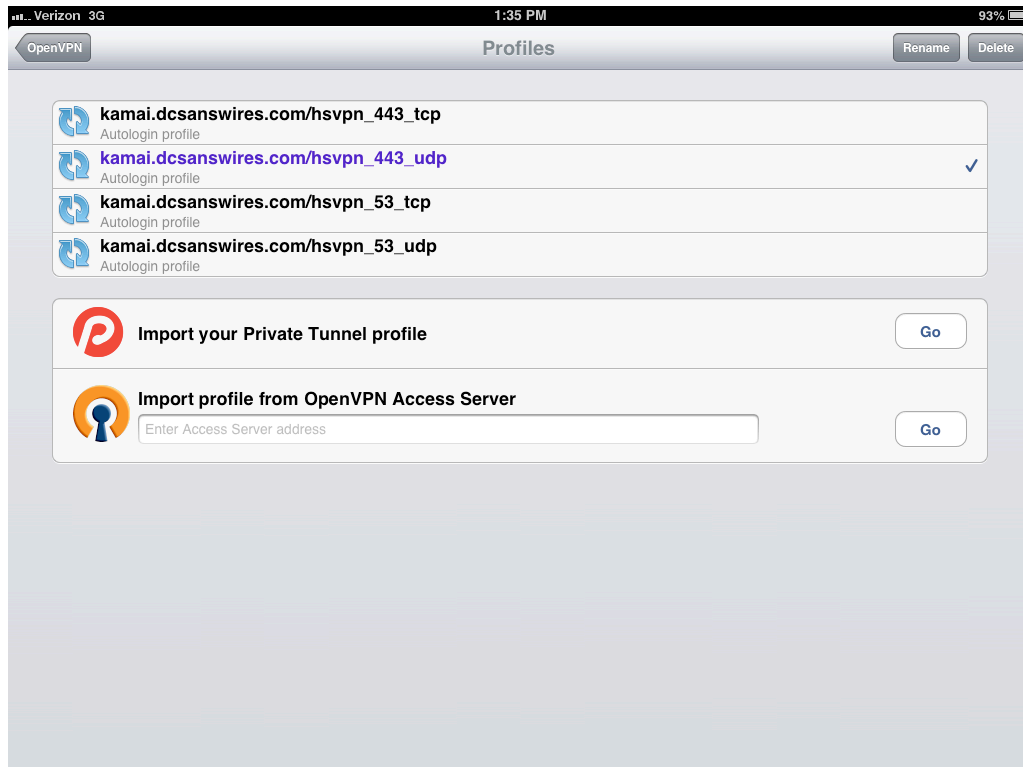 Verizon 3G 1:35 PM 93%
OpenVPN Profiles Rename Delete
kamai.dcsanswires.com/hsvpn_443_tcp
Autologin profile
kamai.dcsanswires.com/hsvpn_443_udp
Autologin profile
kamai.dcsanswires.com/hsvpn_53_tcp
Autologin profile
kamai.dcsanswires.com/hsvpn_53_udp
Autologin profile
Import your Private Tunnel profile Go
Import profile from OpenVPN Access Server
Enter Access Server address Go